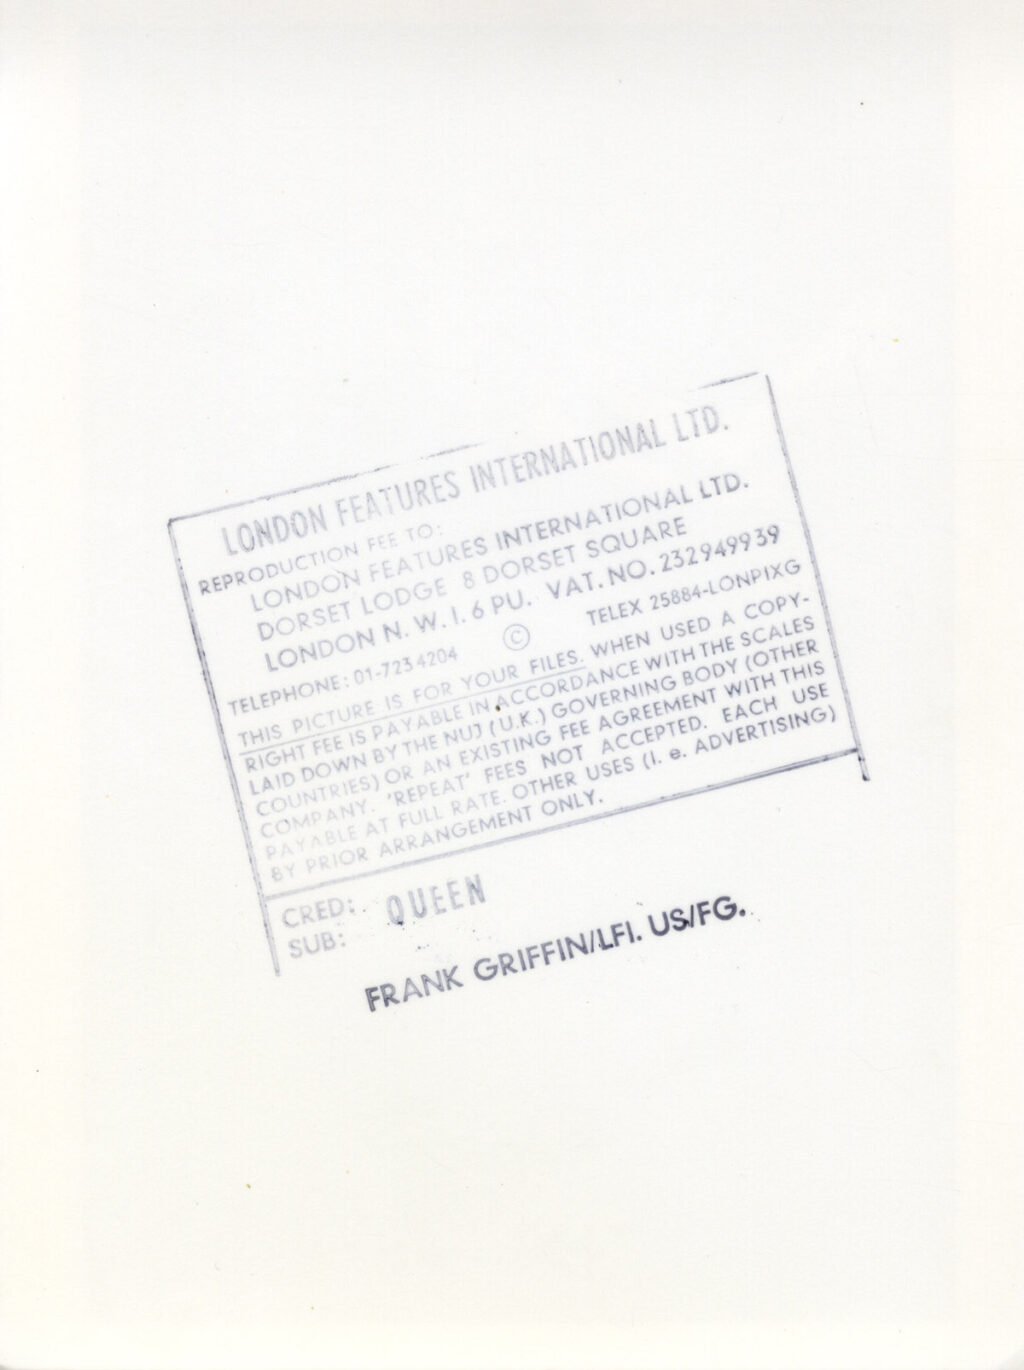 LONDON FEATURES INTERNATIONAL LTD.
REPRODUCTION FEE TO:
LONDON FEATURES INTERNATIONAL LTD.
DORSET LODGE 8 DORSET SQUARE
LONDON N. W. I. 6 PU. VAT. NO. 232949939
TELEPHONE: 01-723 4204 © TELEX 25884-LONPIXG
THIS PICTURE IS FOR YOUR FILES. WHEN USED A COPY-
RIGHT FEE IS PAYABLE IN ACCORDANCE WITH THE SCALES
LAID DOWN BY THE NUJ (U.K.) GOVERNING BODY (OTHER
COUNTRIES) OR AN EXISTING FEE AGREEMENT WITH THIS
COMPANY. 'REPEAT' FEES NOT ACCEPTED. EACH USE
PAYABLE AT FULL RATE. OTHER USES (I. e. ADVERTISING)
BY PRIOR ARRANGEMENT ONLY.
CRED: QUEEN
SUB:
FRANK GRIFFIN/LFI. US/FG.